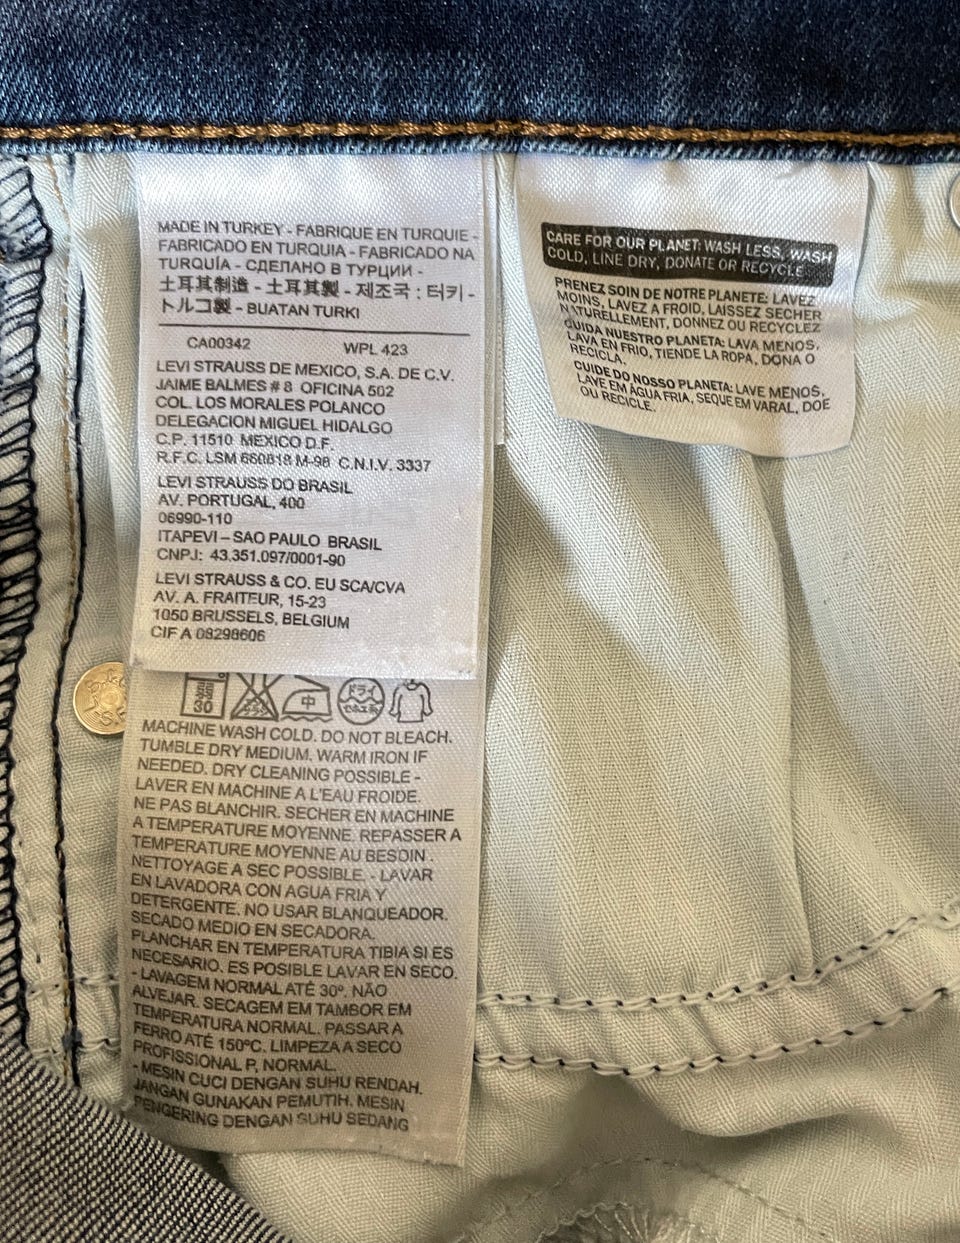 MADE IN TURKEY - FABRIQUE EN TURQUIE -
FABRICADO EN TURQUIA - FABRICADO NA
TURQUÍA - СДЕЛАНО В ТУРЦИИ -
土耳其制造 - 土耳其製 - 제조국 : 터키 -
トルコ製 - BUATAN TURKI
CA00342 WPL 423
LEVI STRAUSS DE MEXICO, S.A. DE C.V.
JAIME BALMES # 8 OFICINA 502
COL. LOS MORALES POLANCO
DELEGACION MIGUEL HIDALGO
C.P. 11510 MEXICO D.F.
R.F.C. LSM 660818 M-98 C.N.I.V. 3337
LEVI STRAUSS DO BRASIL
AV. PORTUGAL, 400
06990-110
ITAPEVI – SAO PAULO BRASIL
CNPJ: 43.351.097/0001-90
LEVI STRAUSS & CO. EU SCA/CVA
AV. A. FRAITEUR, 15-23
1050 BRUSSELS, BELGIUM
CIF A 08298606
30
中
ドライ
MACHINE WASH COLD. DO NOT BLEACH.
TUMBLE DRY MEDIUM. WARM IRON IF
NEEDED. DRY CLEANING POSSIBLE -
LAVER EN MACHINE A L'EAU FROIDE.
NE PAS BLANCHIR. SECHER EN MACHINE
A TEMPERATURE MOYENNE. REPASSER A
TEMPERATURE MOYENNE AU BESOIN .
NETTOYAGE A SEC POSSIBLE. - LAVAR
EN LAVADORA CON AGUA FRIA Y
DETERGENTE. NO USAR BLANQUEADOR.
SECADO MEDIO EN SECADORA.
PLANCHAR EN TEMPERATURA TIBIA SI ES
NECESARIO. ES POSIBLE LAVAR EN SECO.
- LAVAGEM NORMAL ATÉ 30º. NÃO
ALVEJAR. SECAGEM EM TAMBOR EM
TEMPERATURA NORMAL. PASSAR A
FERRO ATÉ 150ºC. LIMPEZA A SECO
PROFISSIONAL P, NORMAL.
- MESIN CUCI DENGAN SUHU RENDAH.
JANGAN GUNAKAN PEMUTIH. MESIN
PENGERING DENGAN SUHU SEDANG
CARE FOR OUR PLANET: WASH LESS, WASH
COLD, LINE DRY, DONATE OR RECYCLE.
PRENEZ SOIN DE NOTRE PLANETE: LAVEZ
MOINS, LAVEZ A FROID, LAISSEZ SECHER
NATURELLEMENT, DONNEZ OU RECYCLEZ
CUIDA NUESTRO PLANETA: LAVA MENOS,
LAVA EN FRIO, TIENDE LA ROPA, DONA O
RECICLA.
CUIDE DO NOSSO PLANETA: LAVE MENOS,
LAVE EM ÁGUA FRIA, SEQUE EM VARAL, DOE
OU RECICLE.